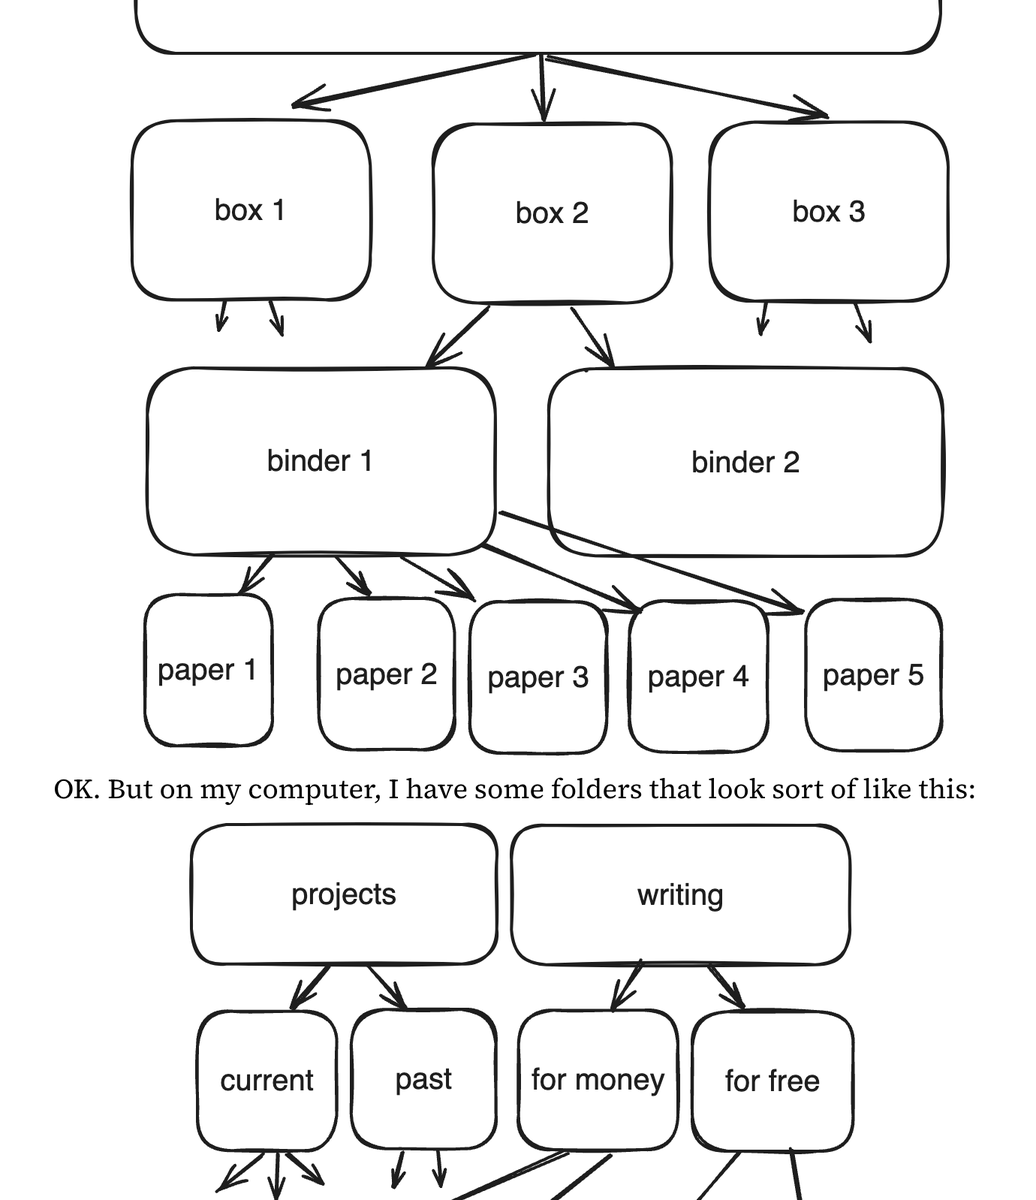 box 1
box 2
box 3
binder 1
binder 2
paper 1
paper 2
paper 3
paper 4
paper 5
OK. But on my computer, I have some folders that look sort of like this:
projects
writing
current
past
for money
for free